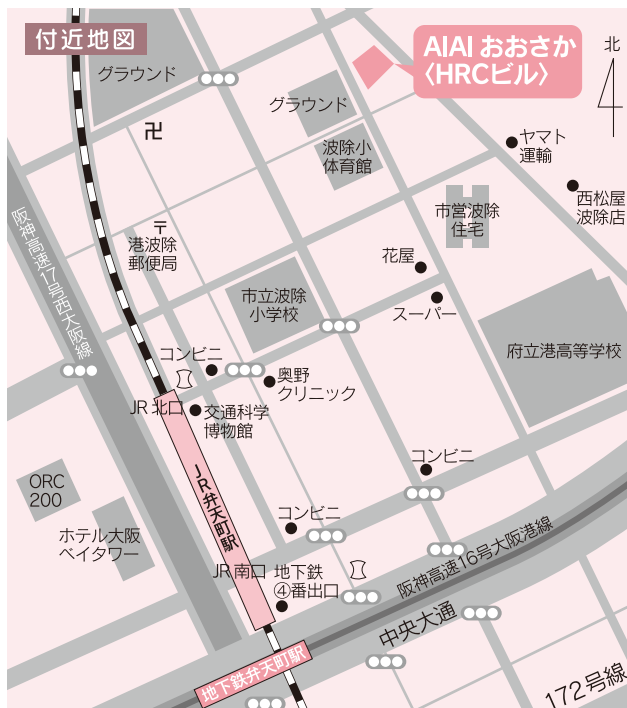 付近地図
AIAI おおさか
〈HRCビル〉
北
グラウンド
グラウンド
波除小
体育館
ヤマト
運輸
西松屋
波除店
市営波除
住宅
港波除
郵便局
花屋
スーパー
阪神高速17号西大阪線
市立波除
小学校
府立港高等学校
コンビニ
奥野
クリニック
JR北口
交通科学
博物館
コンビニ
ORC
200
JR弁天町駅
コンビニ
ホテル大阪
ベイタワー
JR南口
地下鉄
④番出口
阪神高速16号大阪港線
中央大通
地下鉄弁天町駅
172号線